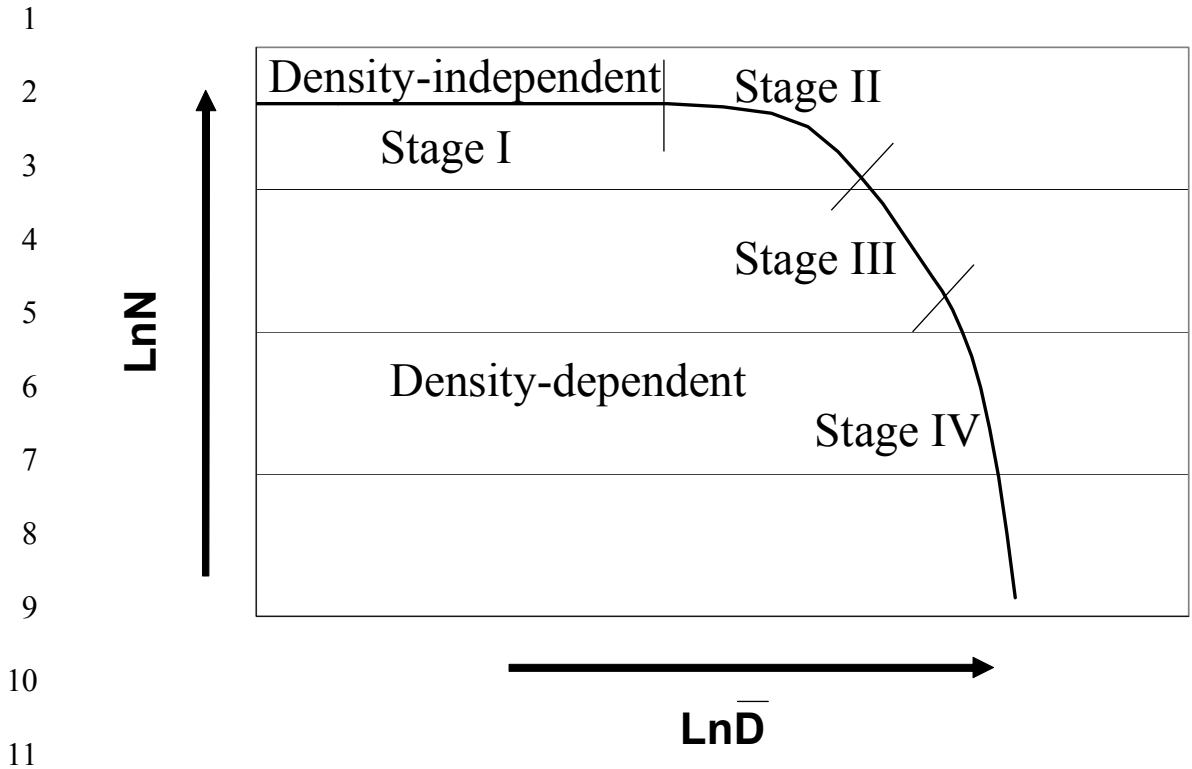 1
2
3
4
5
6
7
8
9
10
11
Density-independent
Stage II
Stage I
Stage III
Density-dependent
Stage IV
LnN
LnD̅